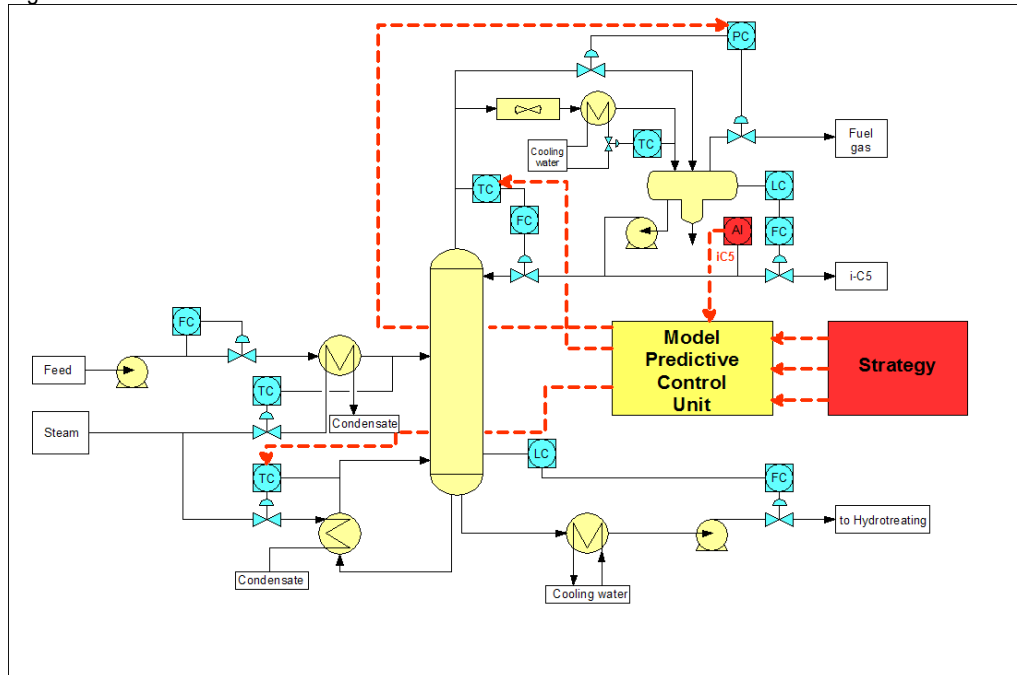 PC
Fuel
gas
Cooling
water
TC
TC
LC
FC
AI
FC
iC5
i-C5
FC
Model
Predictive
Control
Unit
Strategy
Feed
TC
Steam
Condensate
LC
TC
FC
to Hydrotreating
Condensate
Cooling water